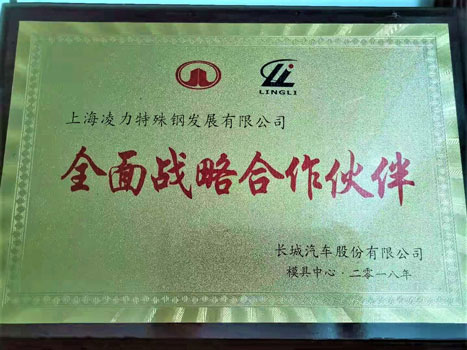 LINGLI
上海凌力特殊钢发展有限公司
全面战略合作伙伴
长城汽车股份有限公司
模具中心·二零一八年